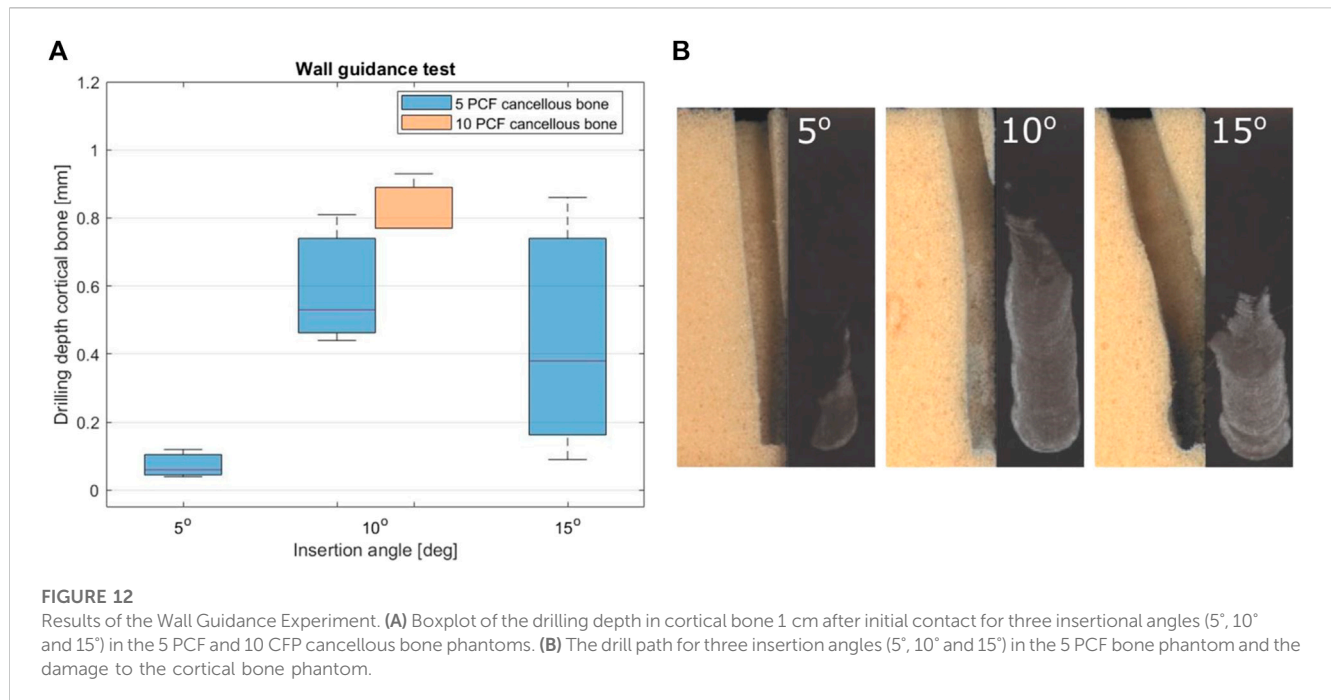 A
Wall guidance test
5 PCF cancellous bone
10 PCF cancellous bone
Drilling depth cortical bone [mm]
1.2
1
0.8
0.6
0.4
0.2
0
5°
10°
15°
Insertion angle [deg]
B
5°
10°
15°
FIGURE 12
Results of the Wall Guidance Experiment. (A) Boxplot of the drilling depth in cortical bone 1 cm after initial contact for three insertional angles (5°, 10°
and 15°) in the 5 PCF and 10 CFP cancellous bone phantoms. (B) The drill path for three insertion angles (5°, 10° and 15°) in the 5 PCF bone phantom and the
damage to the cortical bone phantom.